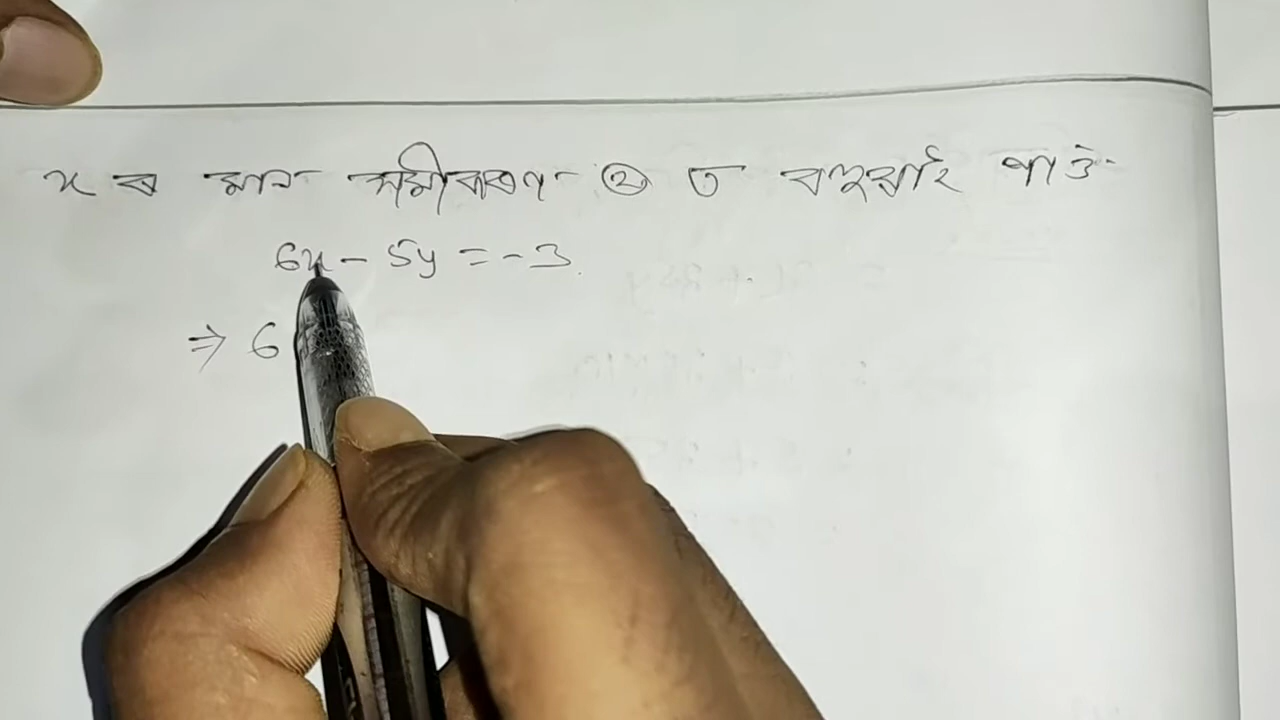 x ৰ মান সমীকৰণ ② ত বহুৱাই পাওঁ
6x - 5y = -3
⇒ 6